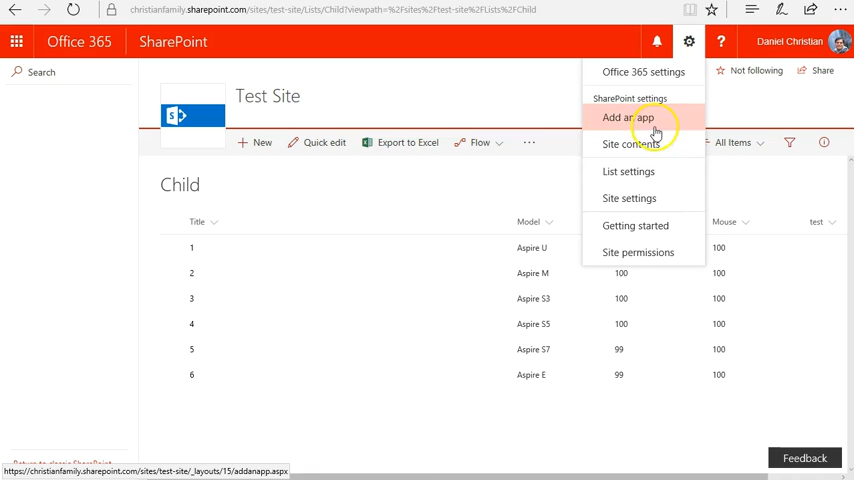 christianfamily.sharepoint.com/sites/test-site/Lists/Child?viewpath=%2Fsites%2Ftest-site%2FLists%2FChild
Office 365 SharePoint ? Daniel Christian
Search
Office 365 settings
Not following Share
Test Site
SharePoint settings
Add an app
New Quick edit Export to Excel Flow ... Site contents All Items
List settings
Child
Site settings
Title Model Getting started Mouse test
1 Aspire U Site permissions 100
2 Aspire M 100 100
3 Aspire S3 100 100
4 Aspire S5 100 100
5 Aspire S7 99 100
6 Aspire E 99 100
Return to classic SharePoint
Feedback
https://christianfamily.sharepoint.com/sites/test-site/_layouts/15/addanapp.aspx